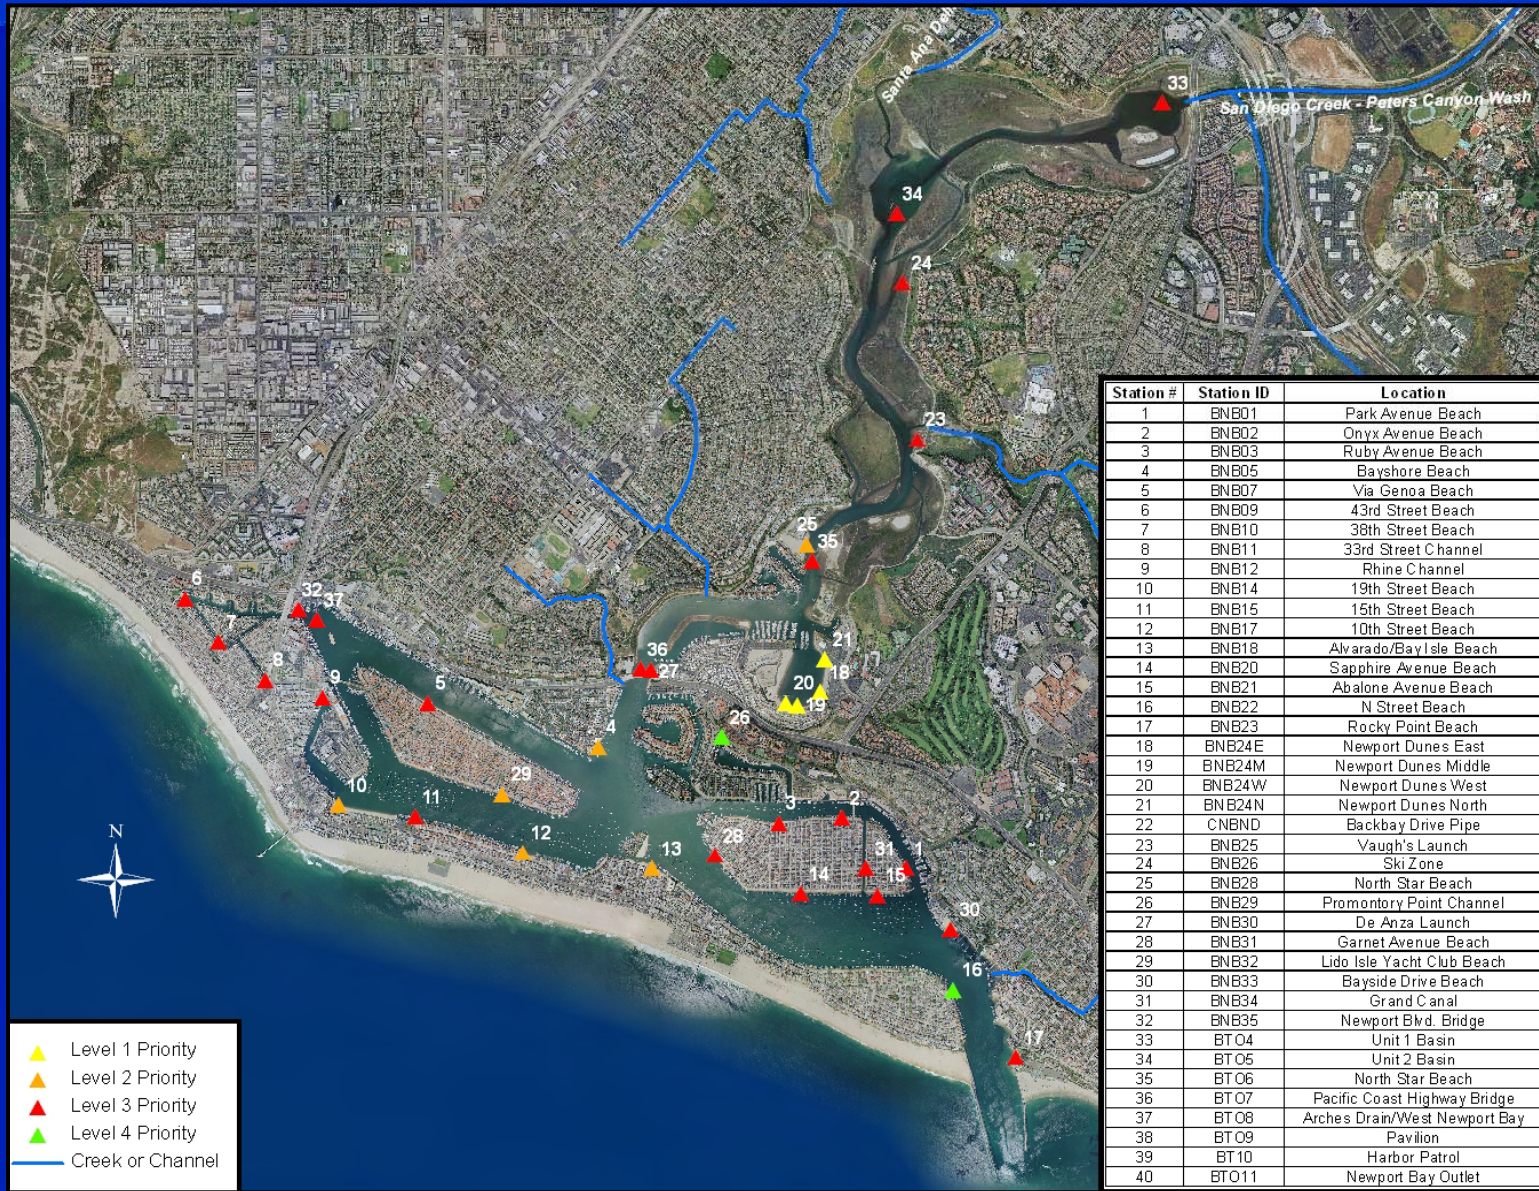 Santa Ana Delhi
33
San Diego Creek - Peters Canyon Wash
34
24
23
25
35
6
32
37
7
8
9
5
36
27
21
18
20
19
4
26
10
11
29
12
3
2
28
13
31
1
14
15
30
16
17
N
Level 1 Priority
Level 2 Priority
Level 3 Priority
Level 4 Priority
Creek or Channel
Station # Station ID Location
1 BNB01 Park Avenue Beach
2 BNB02 Onyx Avenue Beach
3 BNB03 Ruby Avenue Beach
4 BNB05 Bayshore Beach
5 BNB07 Via Genoa Beach
6 BNB09 43rd Street Beach
7 BNB10 38th Street Beach
8 BNB11 33rd Street Channel
9 BNB12 Rhine Channel
10 BNB14 19th Street Beach
11 BNB15 15th Street Beach
12 BNB17 10th Street Beach
13 BNB18 Alvarado/Bay Isle Beach
14 BNB20 Sapphire Avenue Beach
15 BNB21 Abalone Avenue Beach
16 BNB22 N Street Beach
17 BNB23 Rocky Point Beach
18 BNB24E Newport Dunes East
19 BNB24M Newport Dunes Middle
20 BNB24W Newport Dunes West
21 BNB24N Newport Dunes North
22 CNBND Backbay Drive Pipe
23 BNB25 Vaugh's Launch
24 BNB26 Ski Zone
25 BNB28 North Star Beach
26 BNB29 Promontory Point Channel
27 BNB30 De Anza Launch
28 BNB31 Garnet Avenue Beach
29 BNB32 Lido Isle Yacht Club Beach
30 BNB33 Bayside Drive Beach
31 BNB34 Grand Canal
32 BNB35 Newport Blvd. Bridge
33 BTO4 Unit 1 Basin
34 BTO5 Unit 2 Basin
35 BTO6 North Star Beach
36 BTO7 Pacific Coast Highway Bridge
37 BTO8 Arches Drain/West Newport Bay
38 BTO9 Pavilion
39 BT10 Harbor Patrol
40 BTO11 Newport Bay Outlet